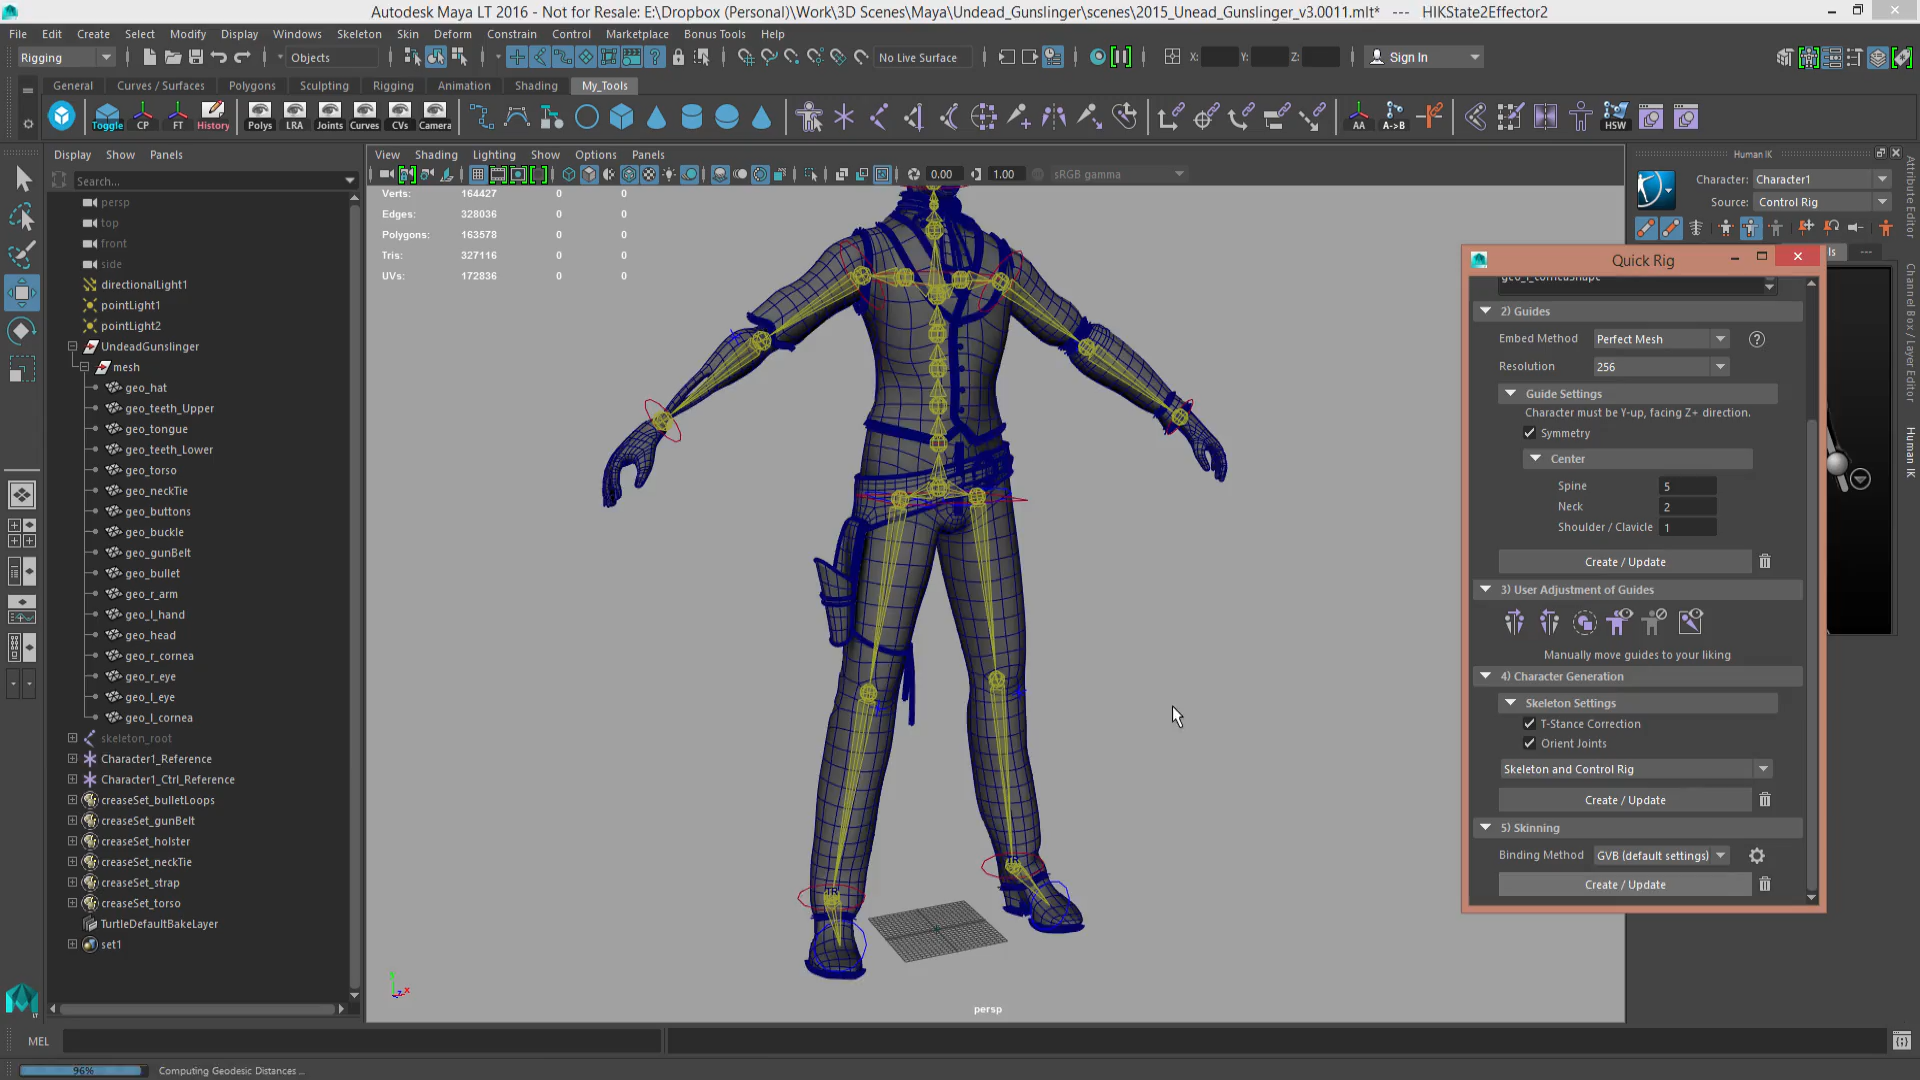 Autodesk Maya LT 2016 - Not for Resale: E:\Dropbox (Personal)\Work\3D Scenes\Maya\Undead_Gunslinger\scenes\2015_Unead_Gunslinger_v3.0011.mlt* --- HIKState2Effector2
File Edit Create Select Modify Display Windows Skeleton Skin Deform Constrain Control Marketplace Bonus Tools Help
Rigging Objects No Live Surface X: Y: Z: Sign In
General Curves / Surfaces Polygons Sculpting Rigging Animation Shading My_Tools
Toggle CP FT History Polys LRA Joints Curves CVs Camera AA A->B HSW
Display Show Panels
View Shading Lighting Show Options Panels
Human IK
Search...
0.00 1.00 sRGB gamma
Character: Character1
Source: Control Rig
Attribute Editor
Channel Box / Layer Editor
Human IK
persp
top
front
side
directionalLight1
pointLight1
pointLight2
UndeadGunslinger
mesh
geo_hat
geo_teeth_Upper
geo_tongue
geo_teeth_Lower
geo_torso
geo_neckTie
geo_buttons
geo_buckle
geo_gunBelt
geo_bullet
geo_r_arm
geo_l_hand
geo_head
geo_r_cornea
geo_r_eye
geo_l_eye
geo_l_cornea
skeleton_root
Character1_Reference
Character1_Ctrl_Reference
creaseSet_bulletLoops
creaseSet_gunBelt
creaseSet_holster
creaseSet_neckTie
creaseSet_strap
creaseSet_torso
TurtleDefaultBakeLayer
set1
Verts: 164427 0 0
Edges: 328036 0 0
Polygons: 163578 0 0
Tris: 327116 0 0
UVs: 172836 0 0
persp
Quick Rig
geo_l_corneaShape
2) Guides
Embed Method Perfect Mesh ?
Resolution 256
Guide Settings
Character must be Y-up, facing Z+ direction.
Symmetry
Center
Spine 5
Neck 2
Shoulder / Clavicle 1
Create / Update
3) User Adjustment of Guides
Manually move guides to your liking
4) Character Generation
Skeleton Settings
T-Stance Correction
Orient Joints
Skeleton and Control Rig
Create / Update
5) Skinning
Binding Method GVB (default settings)
Create / Update
MEL
96% Computing Geodesic Distances ...